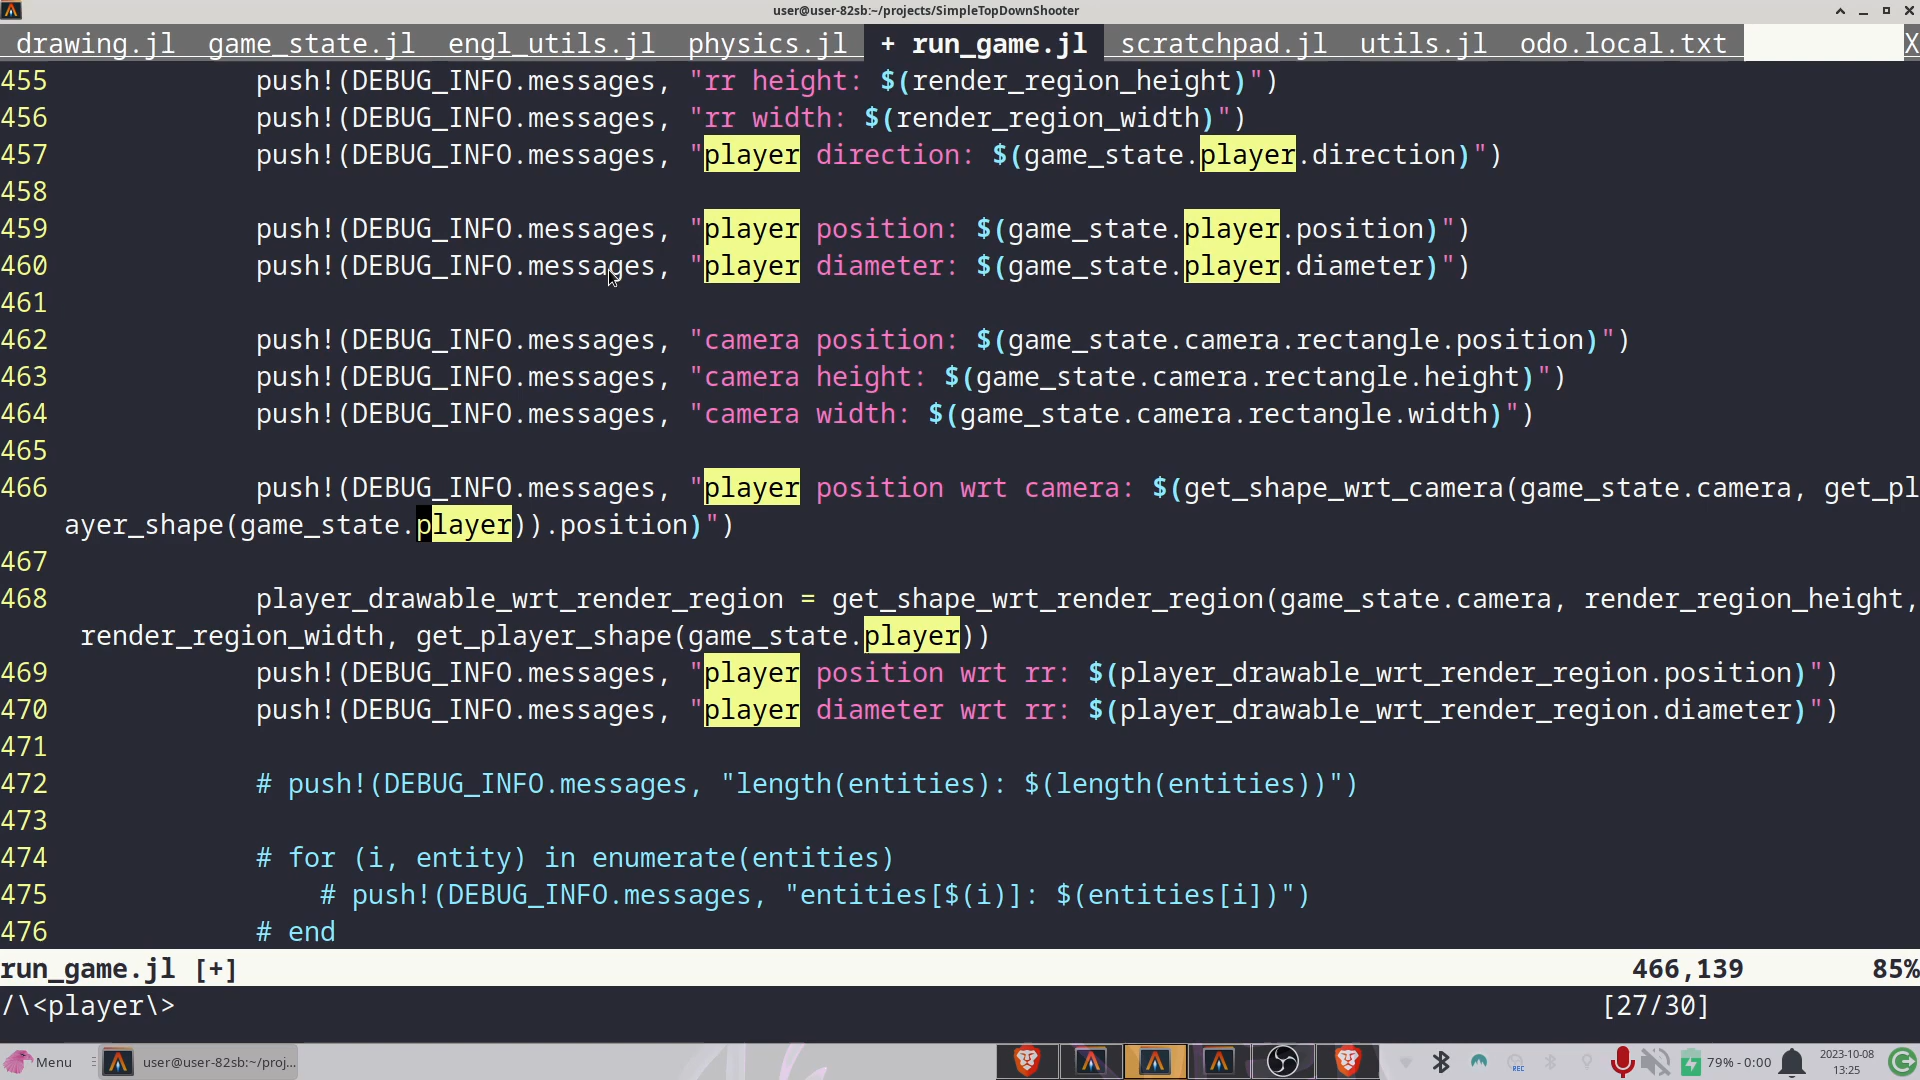 user@user-82sb:~/projects/SimpleTopDownShooter
drawing.jl game_state.jl engl_utils.jl physics.jl + run_game.jl scratchpad.jl utils.jl odo.local.txt X
455 push!(DEBUG_INFO.messages, "rr height: $(render_region_height)")
456 push!(DEBUG_INFO.messages, "rr width: $(render_region_width)")
457 push!(DEBUG_INFO.messages, "player direction: $(game_state.player.direction)")
458
459 push!(DEBUG_INFO.messages, "player position: $(game_state.player.position)")
460 push!(DEBUG_INFO.messages, "player diameter: $(game_state.player.diameter)")
461
462 push!(DEBUG_INFO.messages, "camera position: $(game_state.camera.rectangle.position)")
463 push!(DEBUG_INFO.messages, "camera height: $(game_state.camera.rectangle.height)")
464 push!(DEBUG_INFO.messages, "camera width: $(game_state.camera.rectangle.width)")
465
466 push!(DEBUG_INFO.messages, "player position wrt camera: $(get_shape_wrt_camera(game_state.camera, get_pl
ayer_shape(game_state.player)).position)")
467
468 player_drawable_wrt_render_region = get_shape_wrt_render_region(game_state.camera, render_region_height,
render_region_width, get_player_shape(game_state.player))
469 push!(DEBUG_INFO.messages, "player position wrt rr: $(player_drawable_wrt_render_region.position)")
470 push!(DEBUG_INFO.messages, "player diameter wrt rr: $(player_drawable_wrt_render_region.diameter)")
471
472 # push!(DEBUG_INFO.messages, "length(entities): $(length(entities))")
473
474 # for (i, entity) in enumerate(entities)
475 # push!(DEBUG_INFO.messages, "entities[$(i)]: $(entities[i])")
476 # end
run_game.jl [+] 466,139 85%
/\<player\> [27/30]
Menu user@user-82sb:~/proj... REC 79% - 0:00 2023-10-08
13:25